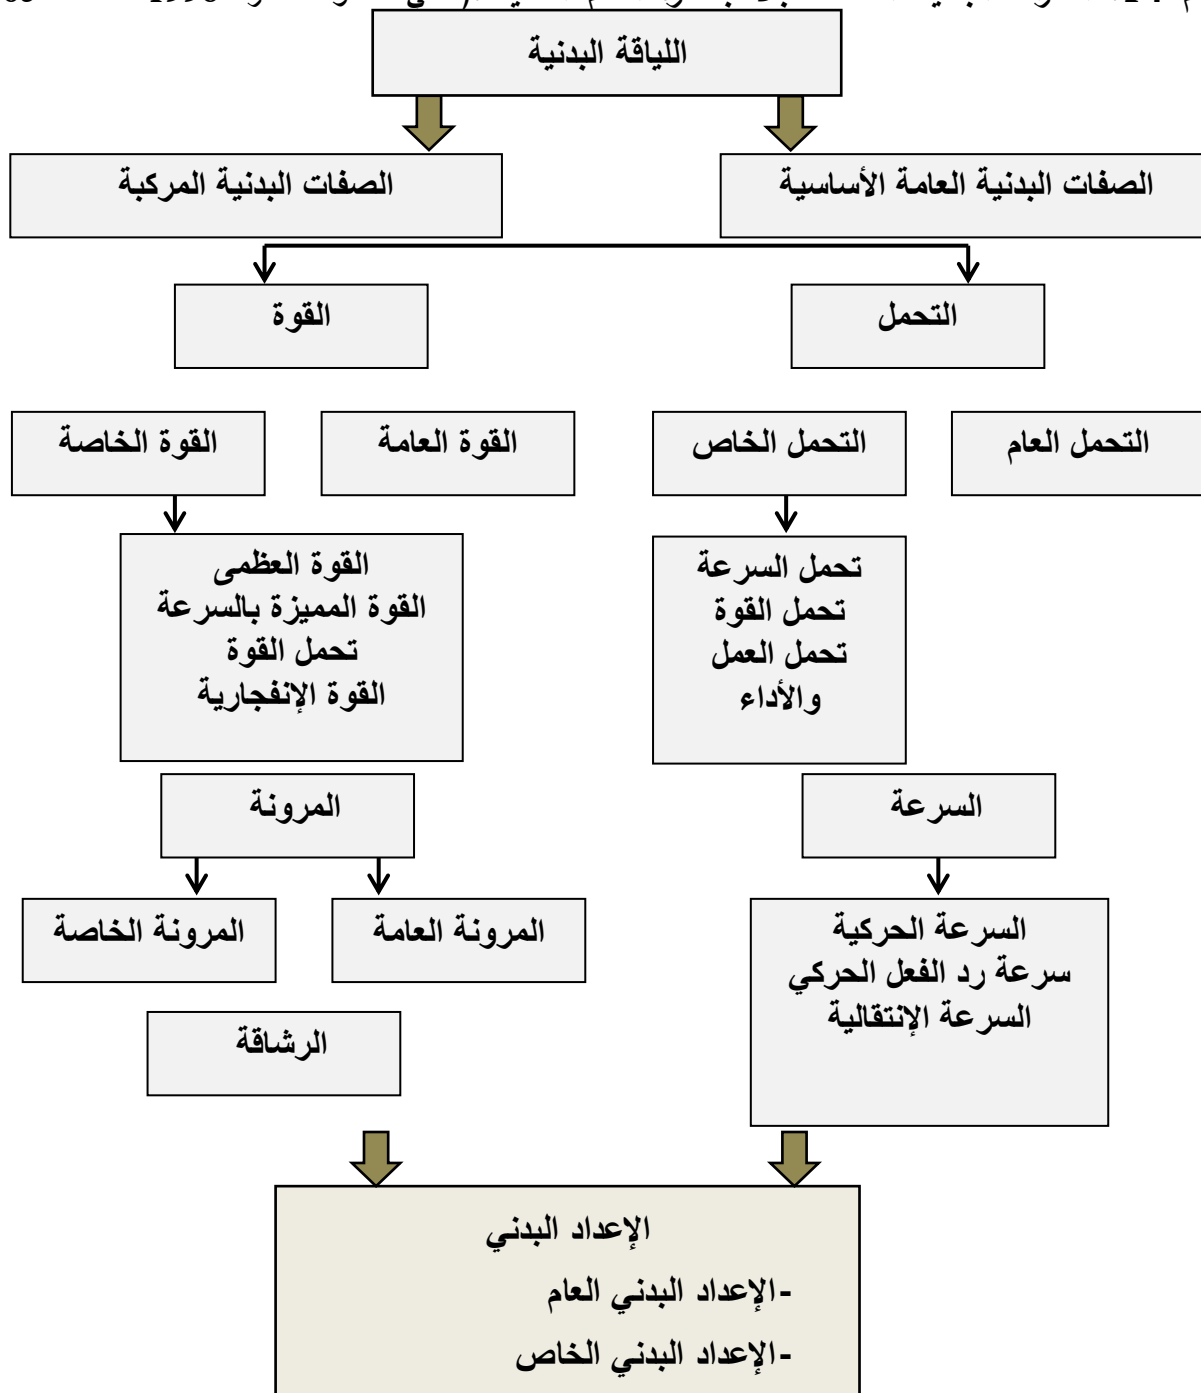 اللياقة البدنية
الصفات البدنية العامة الأساسية
الصفات البدنية المركبة
التحمل
القوة
التحمل العام
التحمل الخاص
القوة العامة
القوة الخاصة
تحمل السرعة
تحمل القوة
تحمل العمل
والأداء
القوة العظمى
القوة المميزة بالسرعة
تحمل القوة
القوة الإنفجارية
السرعة
المرونة
السرعة الحركية
سرعة رد الفعل الحركي
السرعة الإنتقالية
المرونة العامة
المرونة الخاصة
الرشاقة
الإعداد البدني
-الإعداد البدني العام
-الإعداد البدني الخاص